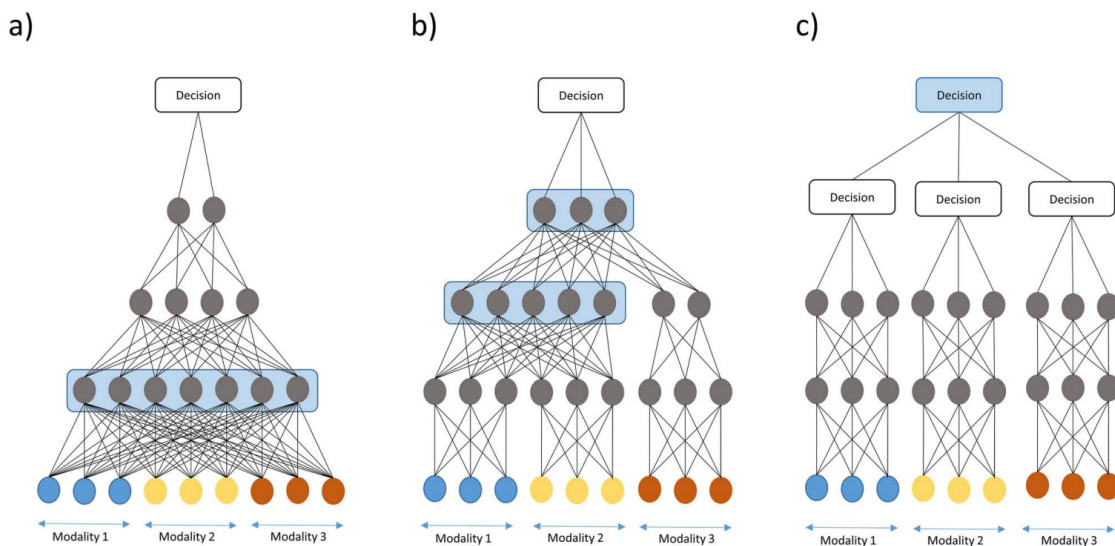 a)
Decision
Modality 1
Modality 2
Modality 3
b)
Decision
Modality 1
Modality 2
Modality 3
c)
Decision
Decision
Decision
Decision
Modality 1
Modality 2
Modality 3